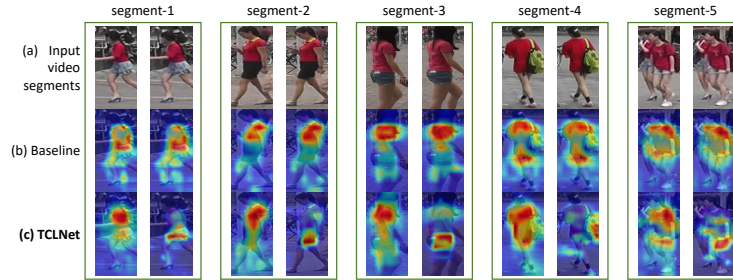 segment-1 segment-2 segment-3 segment-4 segment-5
(a) Input
video
segments
(b) Baseline
(c) TCLNet